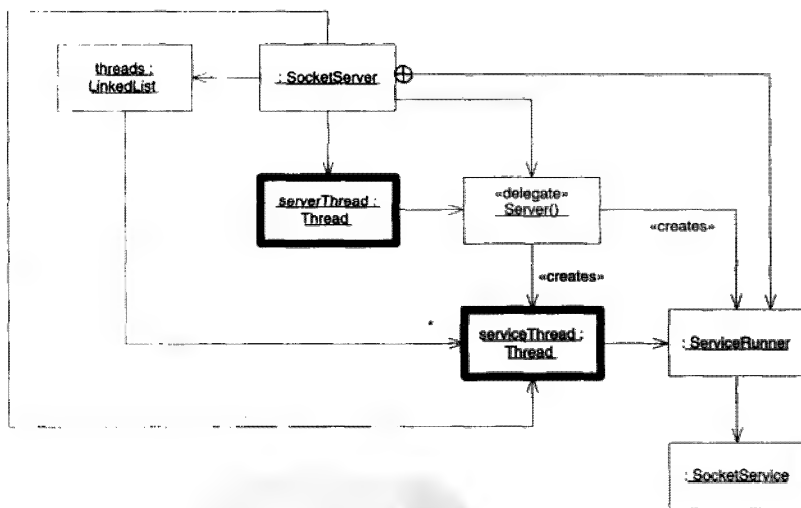 threads :
LinkedList
: SocketServer
serverThread :
Thread
«delegate»
Server()
«creates»
«creates»
*
serviceThread :
Thread
: ServiceRunner
: SocketService